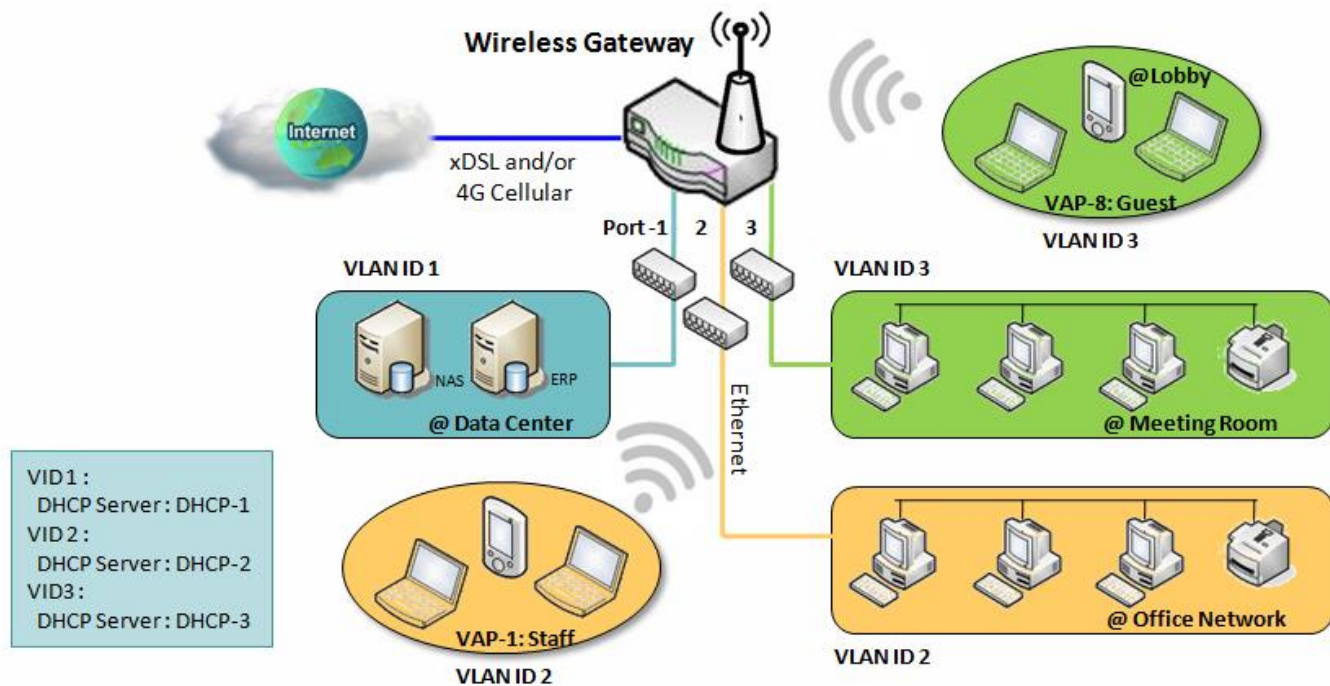 Wireless Gateway
Internet
xDSL and/or
4G Cellular
@Lobby
VAP-8: Guest
VLAN ID 3
Port -1 2 3
VLAN ID 1
NAS
ERP
@ Data Center
VLAN ID 3
@ Meeting Room
Ethernet
VID1 :
DHCP Server : DHCP-1
VID2 :
DHCP Server : DHCP-2
VID3:
DHCP Server : DHCP-3
VAP-1: Staff
VLAN ID 2
@ Office Network
VLAN ID 2